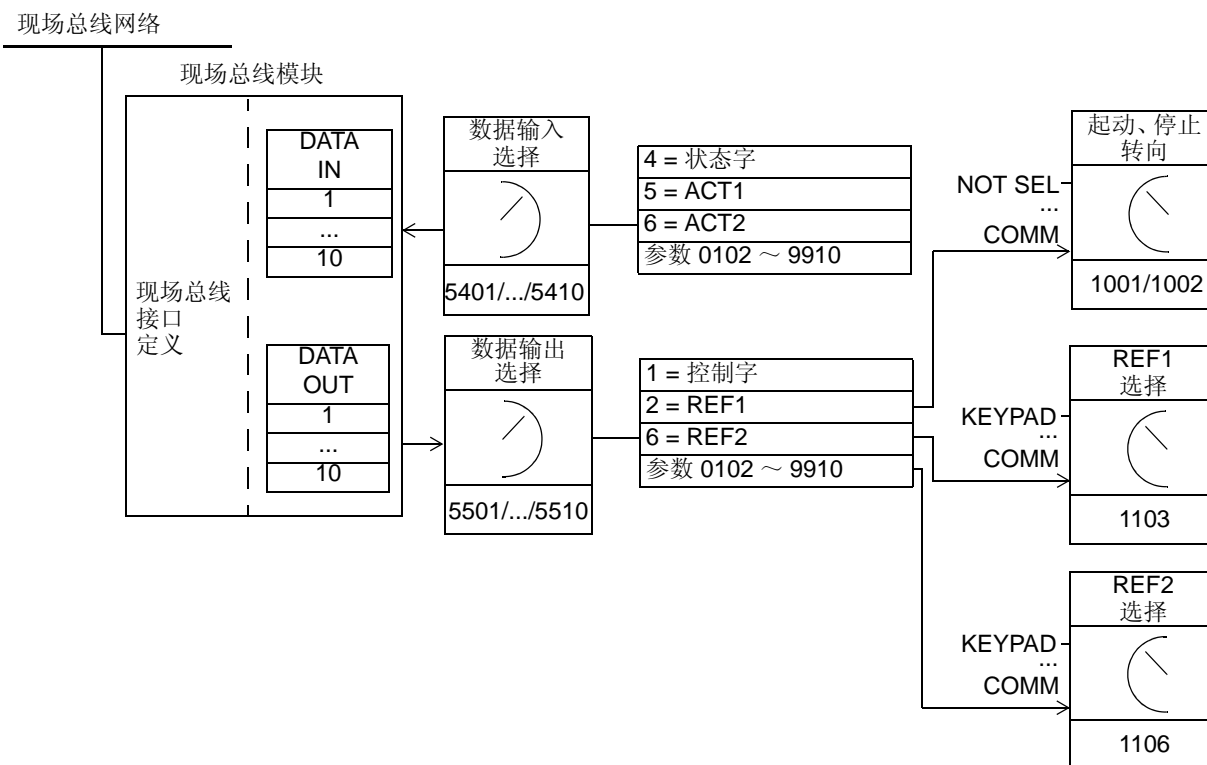 现场总线网络
现场总线模块
现场总线
接口
定义
DATA
IN
1
...
10
DATA
OUT
1
...
10
数据输入
选择
5401/.../5410
4 = 状态字
5 = ACT1
6 = ACT2
参数 0102 ～ 9910
数据输出
选择
5501/.../5510
1 = 控制字
2 = REF1
6 = REF2
参数 0102 ～ 9910
起动、停止
转向
NOT SEL
...
COMM
1001/1002
REF1
选择
KEYPAD
...
COMM
1103
REF2
选择
KEYPAD
...
COMM
1106